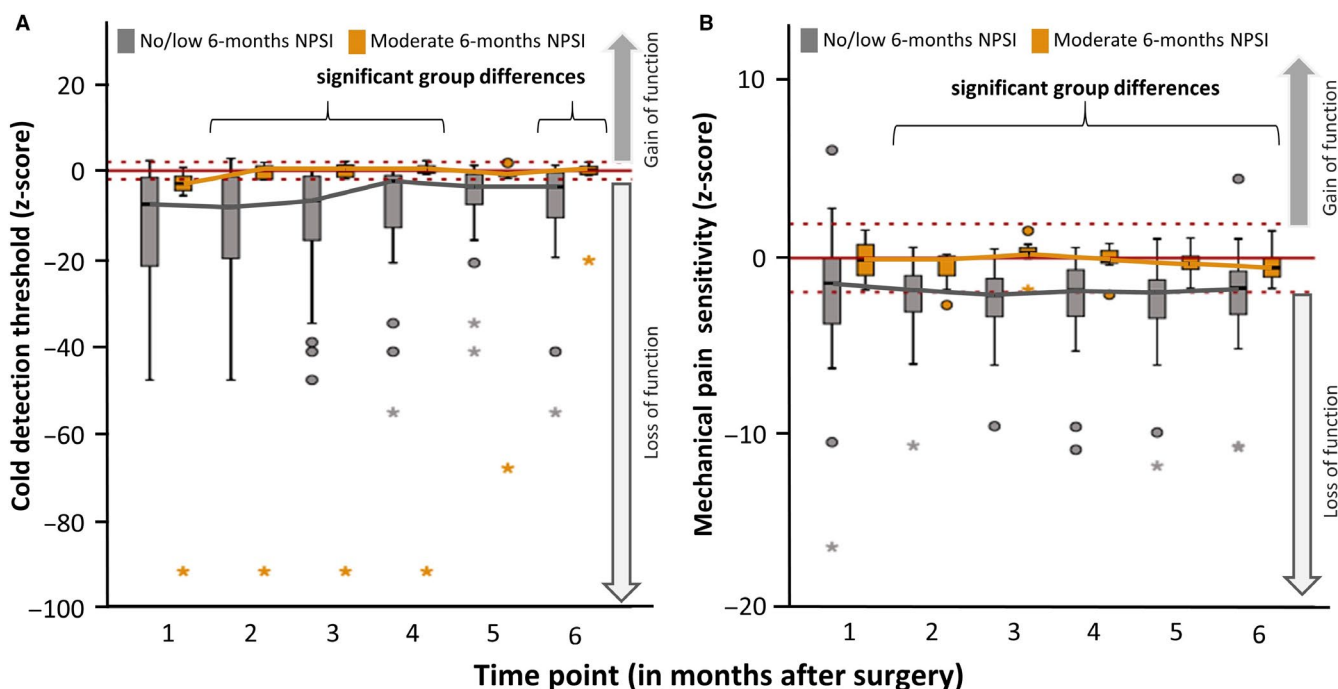 A
No/low 6-months NPSI
Moderate 6-months NPSI
significant group differences
Cold detection threshold (z-score)
20
0
−20
−40
−60
−80
−100
1 2 3 4 5 6
Gain of function
Loss of function
B
No/low 6-months NPSI
Moderate 6-months NPSI
significant group differences
Mechanical pain sensitivity (z-score)
10
0
−10
−20
1 2 3 4 5 6
Gain of function
Loss of function
Time point (in months after surgery)